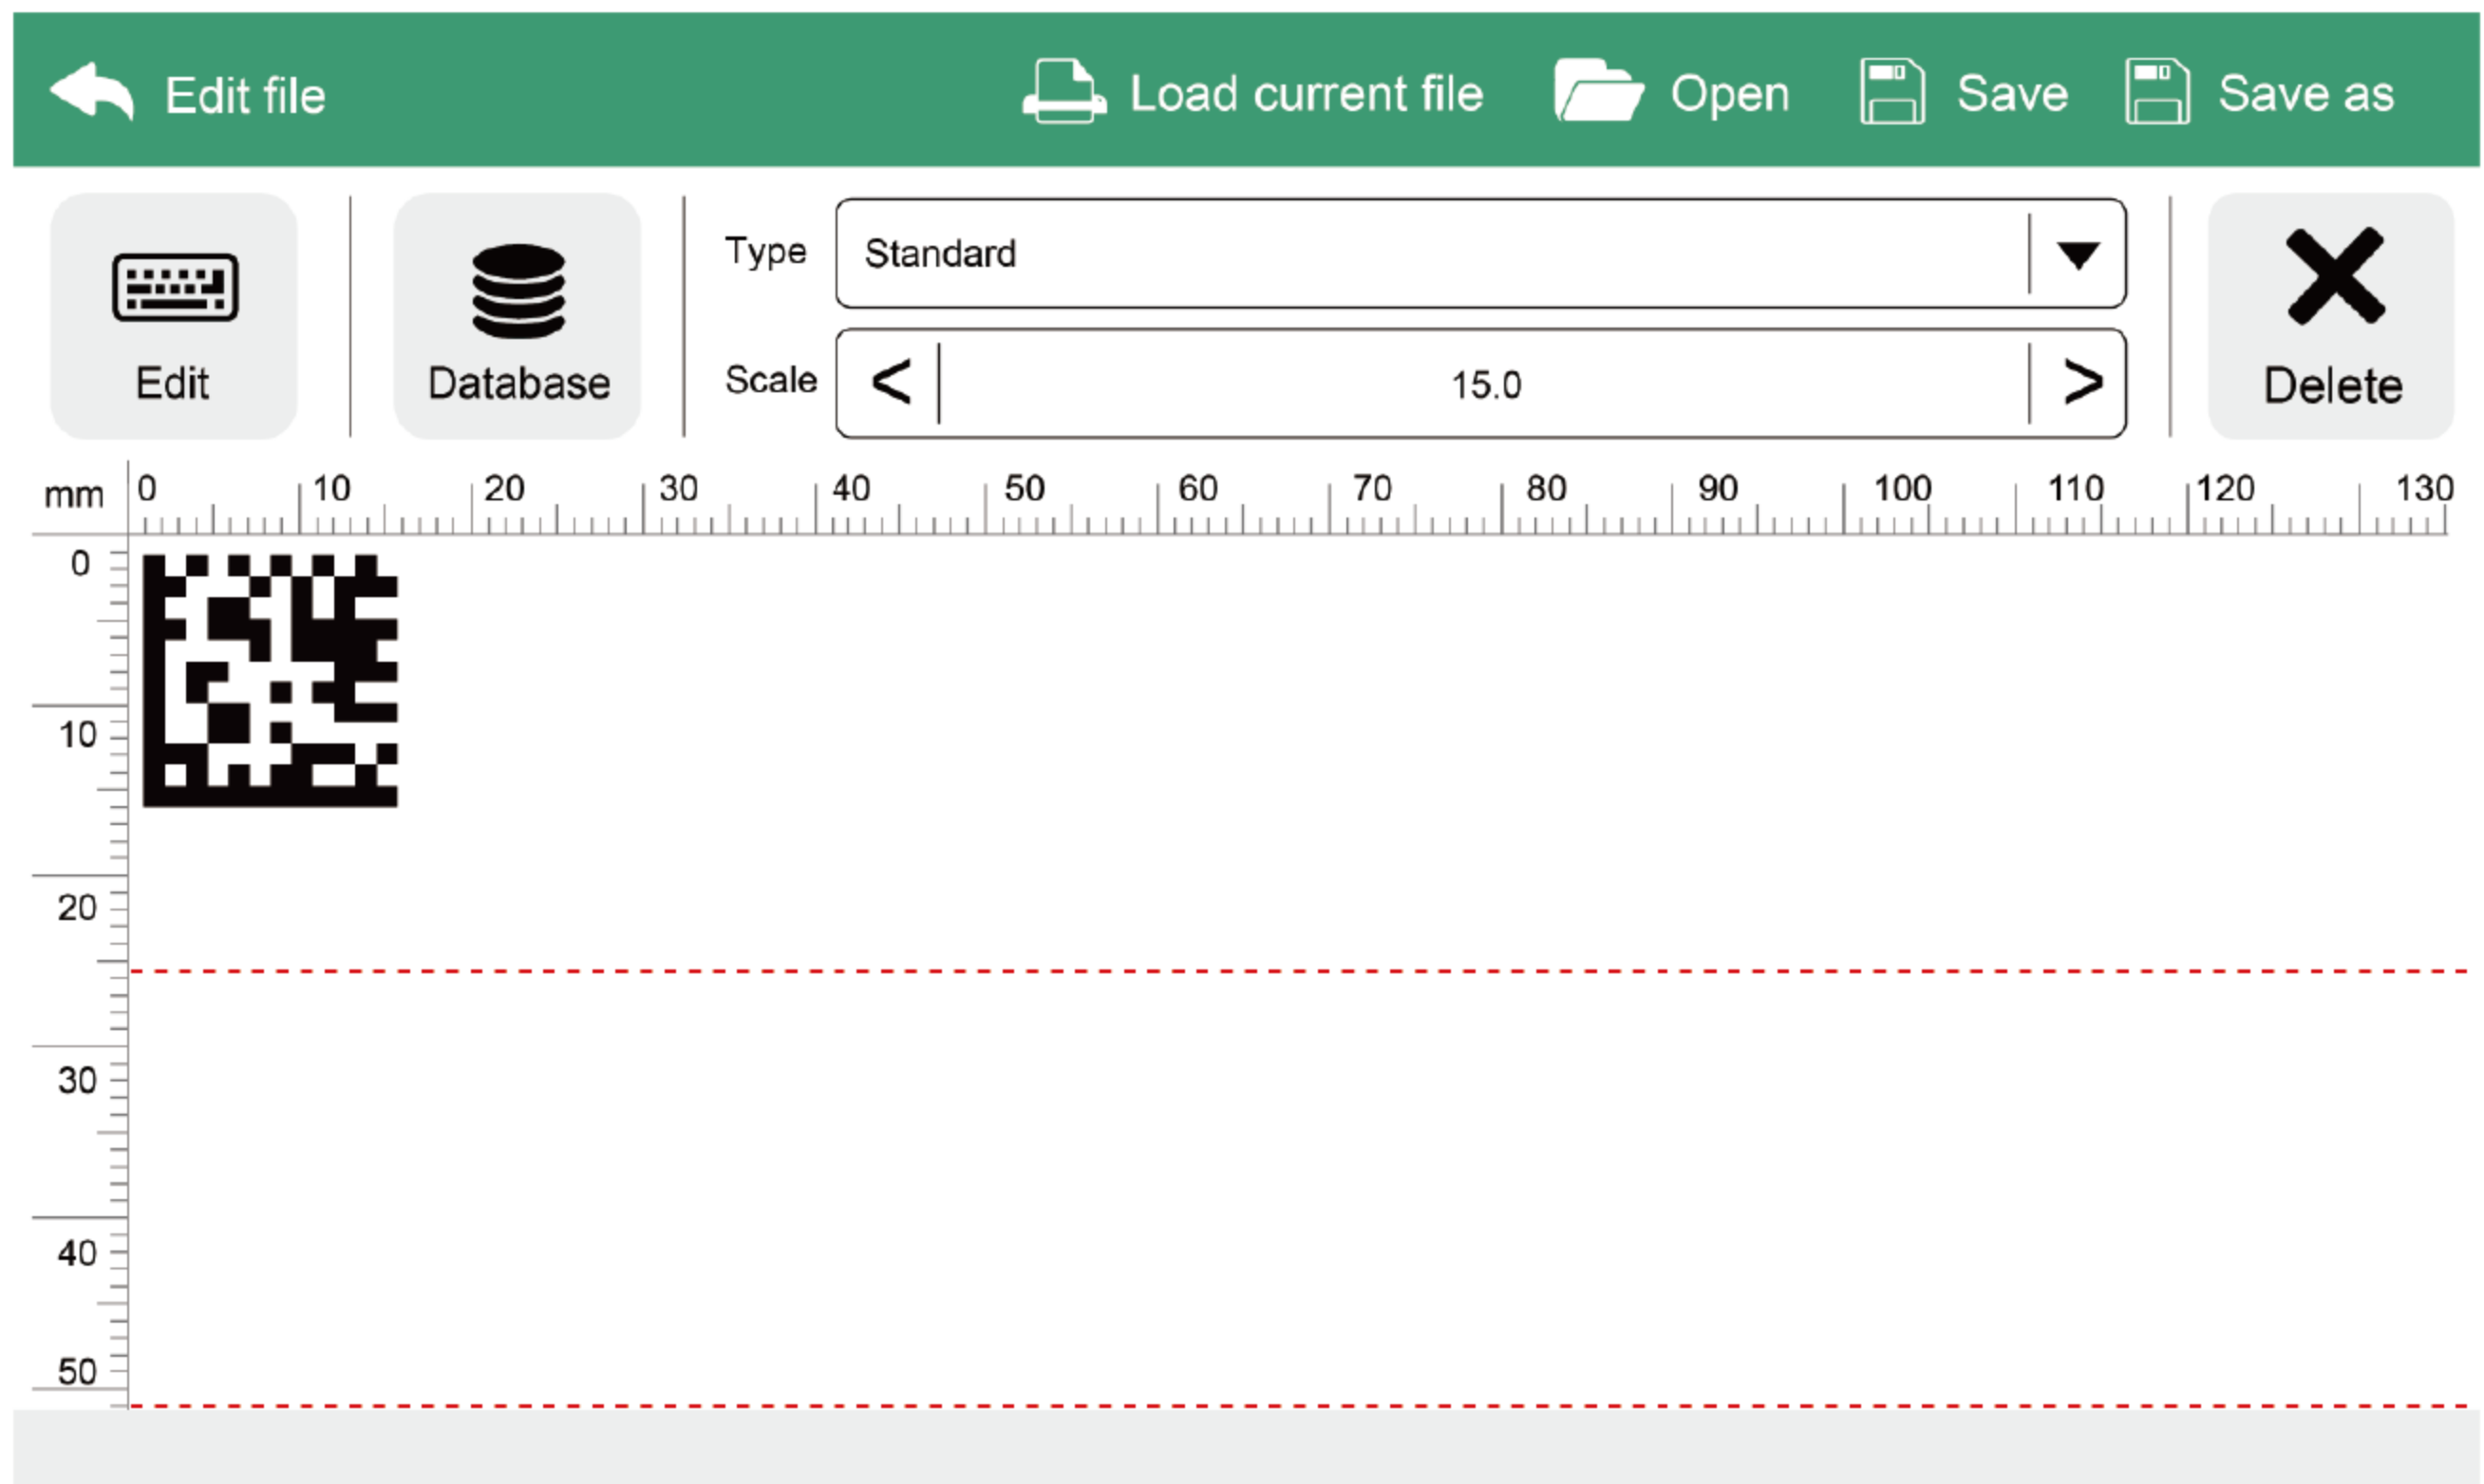 Edit file Load current file Open Save Save as
Type Standard
Edit Database Scale < 15.0 > Delete
mm 0 10 20 30 40 50 60 70 80 90 100 110 120 130
0
10
20
30
40
50